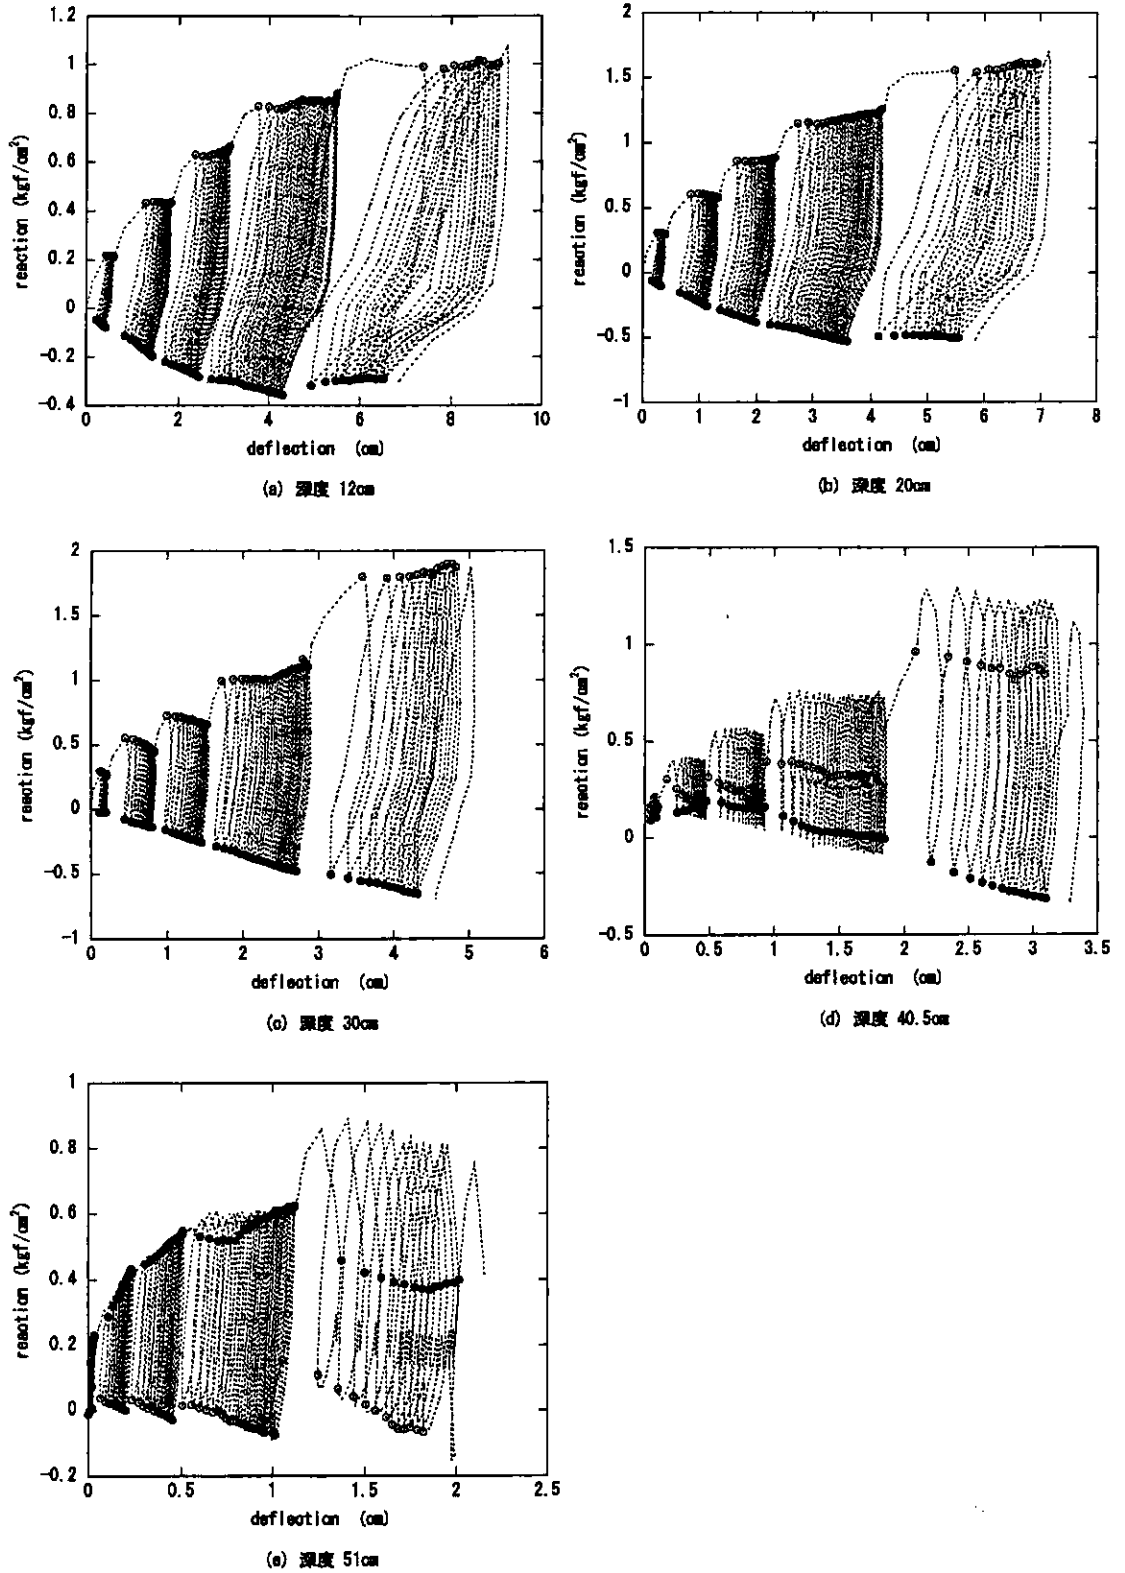 1.2
1
0.8
0.6
0.4
0.2
0
-0.2
-0.4
reaction (kgf/cm²)
0 2 4 6 8 10
deflection (cm)
(a) 深度 12cm
2
1.5
1
0.5
0
-0.5
-1
reaction (kgf/cm²)
0 1 2 3 4 5 6 7 8
deflection (cm)
(b) 深度 20cm
2
1.5
1
0.5
0
-0.5
-1
reaction (kgf/cm²)
0 1 2 3 4 5 6
deflection (cm)
(c) 深度 30cm
1.5
1
0.5
0
-0.5
reaction (kgf/cm²)
0 0.5 1 1.5 2 2.5 3 3.5
deflection (cm)
(d) 深度 40.5cm
1
0.8
0.6
0.4
0.2
0
-0.2
reaction (kgf/cm²)
0 0.5 1 1.5 2 2.5
deflection (cm)
(e) 深度 51cm